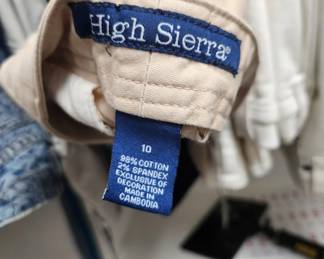 High Sierra®
10
98% COTTON
2% SPANDEX
EXCLUSIVE OF
DECORATION
MADE IN
CAMBODIA